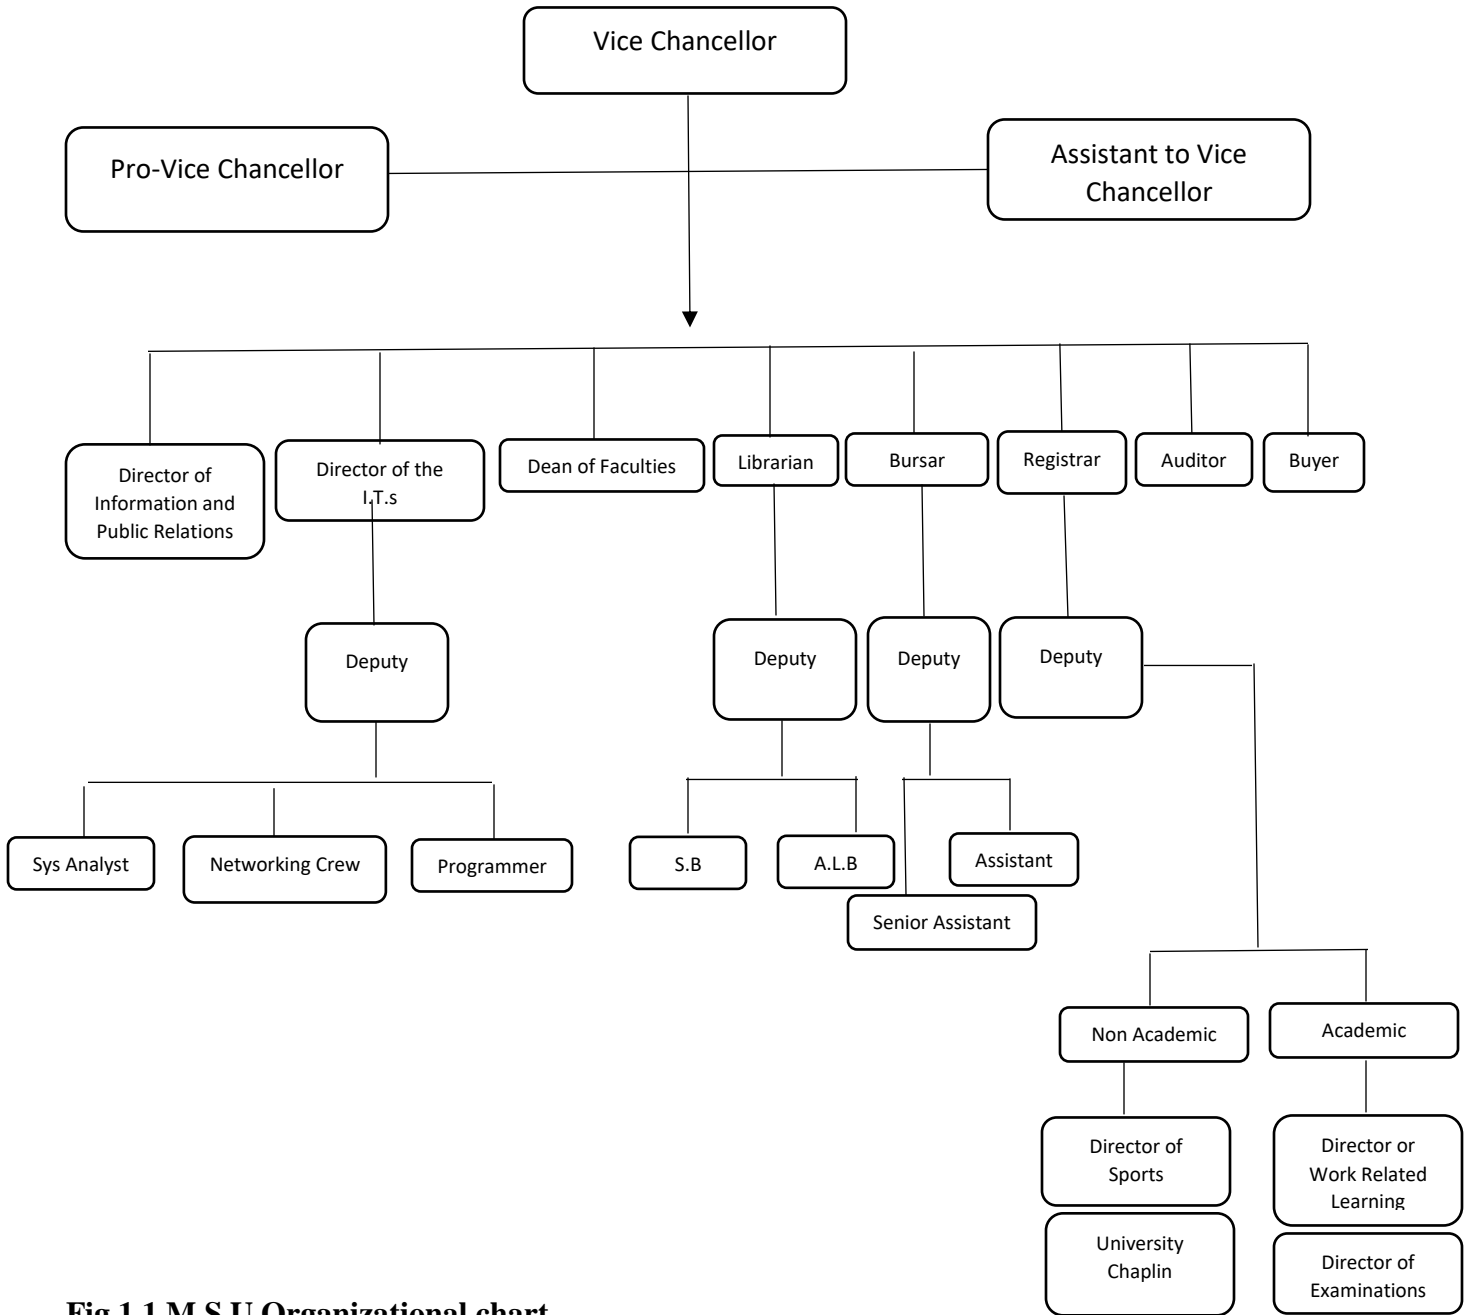 Vice Chancellor
Pro-Vice Chancellor
Assistant to Vice
Chancellor
Director of
Information and
Public Relations
Director of the
I.T.s
Dean of Faculties
Librarian
Bursar
Registrar
Auditor
Buyer
Deputy
Deputy
Deputy
Deputy
Sys Analyst
Networking Crew
Programmer
S.B
A.L.B
Assistant
Senior Assistant
Non Academic
Academic
Director of
Sports
Director or
Work Related
Learning
University
Chaplin
Director of
Examinations
Fig 1.1 M.S.U Organizational chart